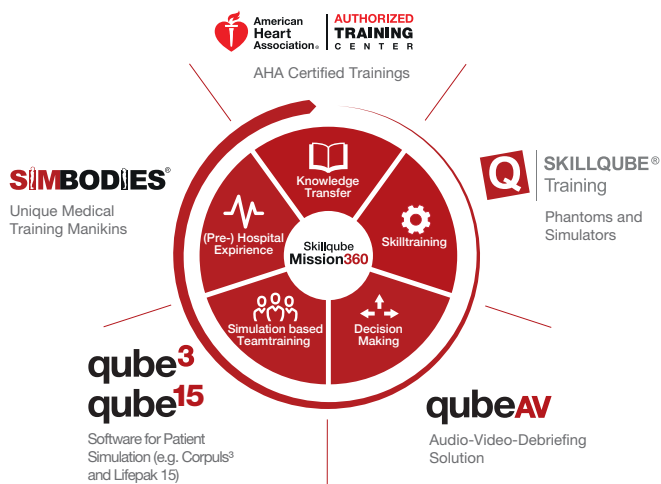 American
Heart
Association®
AUTHORIZED
TRAINING
CENTER
AHA Certified Trainings
SIMBODIES®
Unique Medical
Training Manikins
Q
SKILLQUBE®
Training
Phantoms and
Simulators
Knowledge
Transfer
(Pre-) Hospital
Expirience
Skillqube
Mission360
Skilltraining
Simulation based
Teamtraining
Decision
Making
qube³
qube¹⁵
Software for Patient
Simulation (e.g. Corpuls³
and Lifepak 15)
qubeAV
Audio-Video-Debriefing
Solution